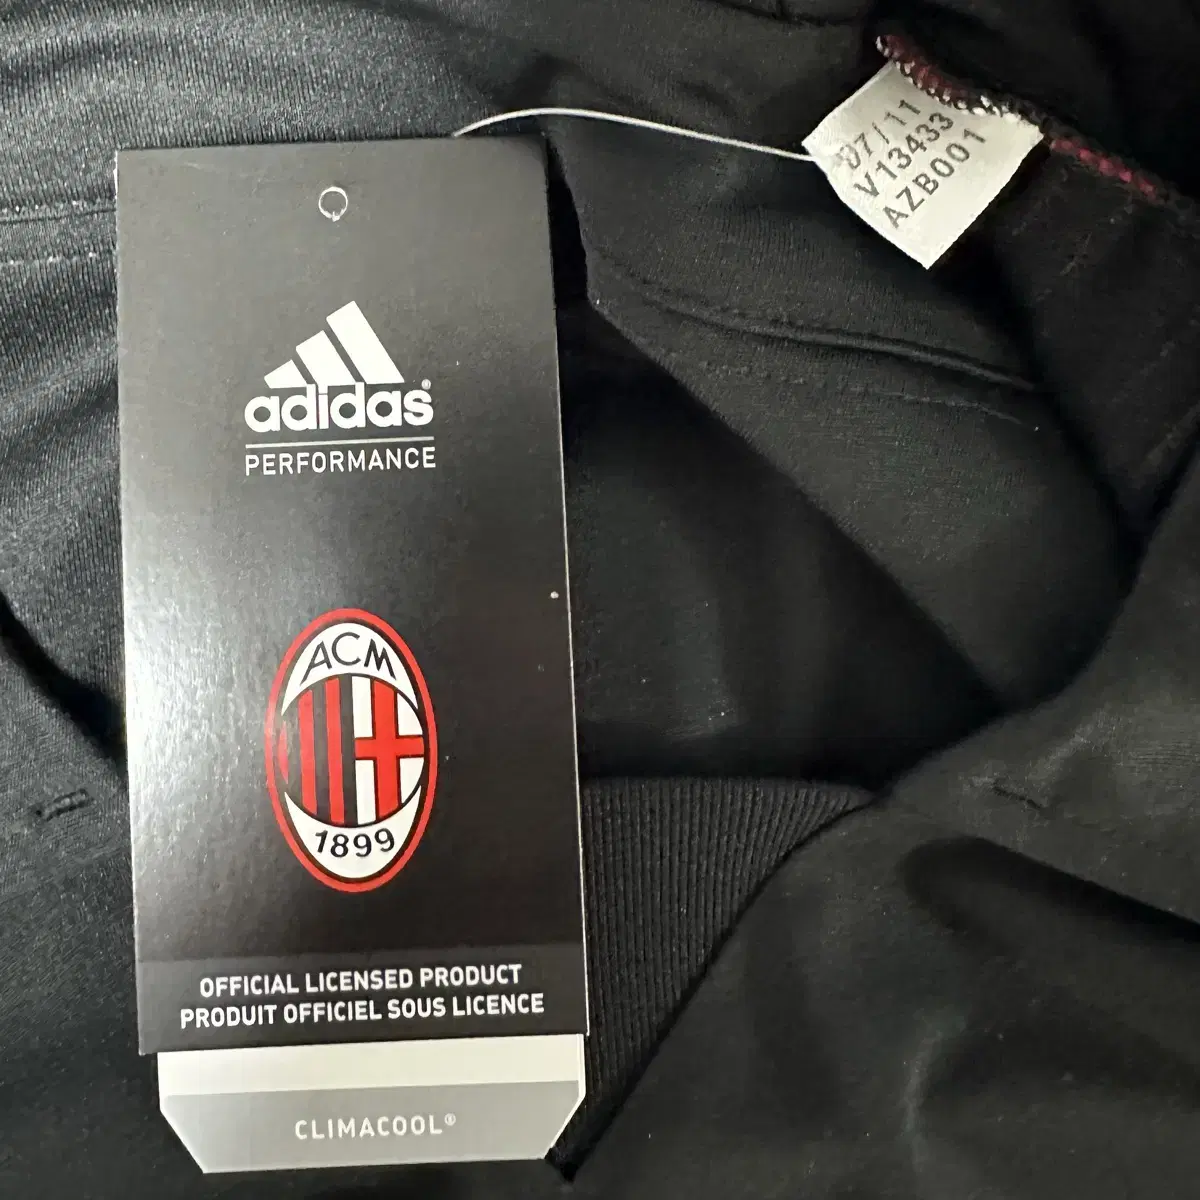 07/11
V13433
AZB001
adidas®
PERFORMANCE
ACM
1899
OFFICIAL LICENSED PRODUCT
PRODUIT OFFICIEL SOUS LICENCE
CLIMACOOL®